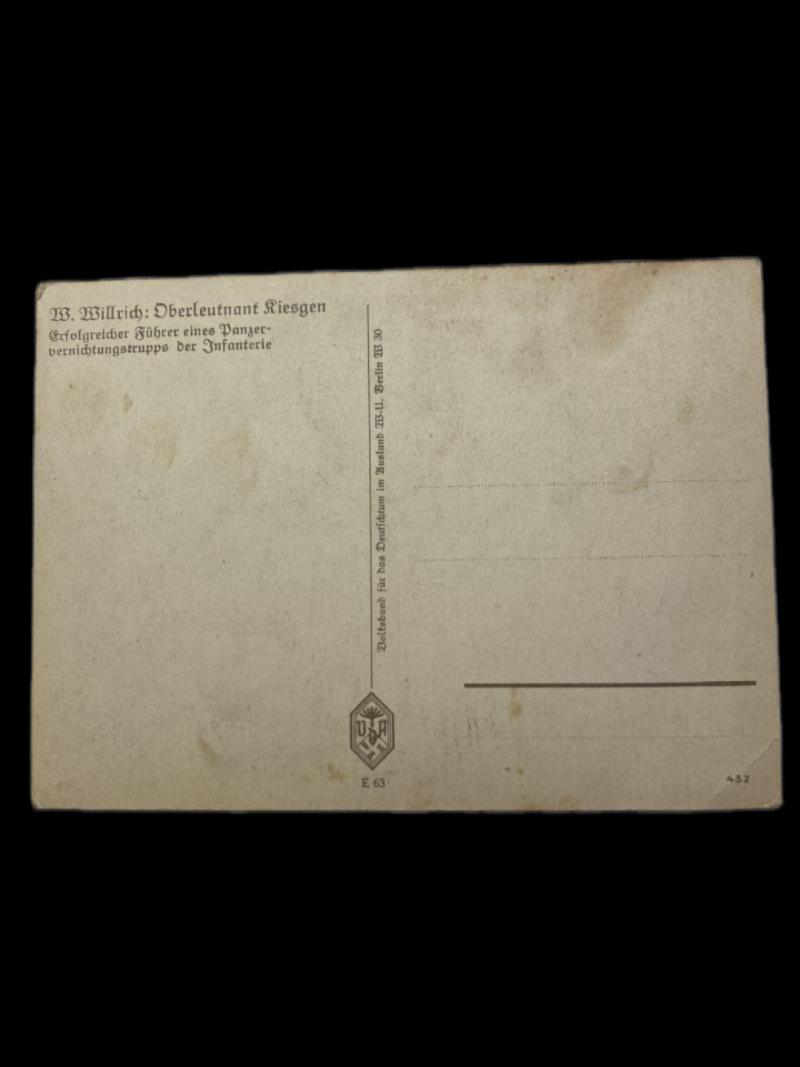 W. Willrich: Oberleutnant Kiesgen
Erfolgreicher Führer eines Panzer-
vernichtungstrupps der Infanterie
Volksbund für das Deutschtum im Ausland W-U. Berlin W 30
VDA
E 63
432